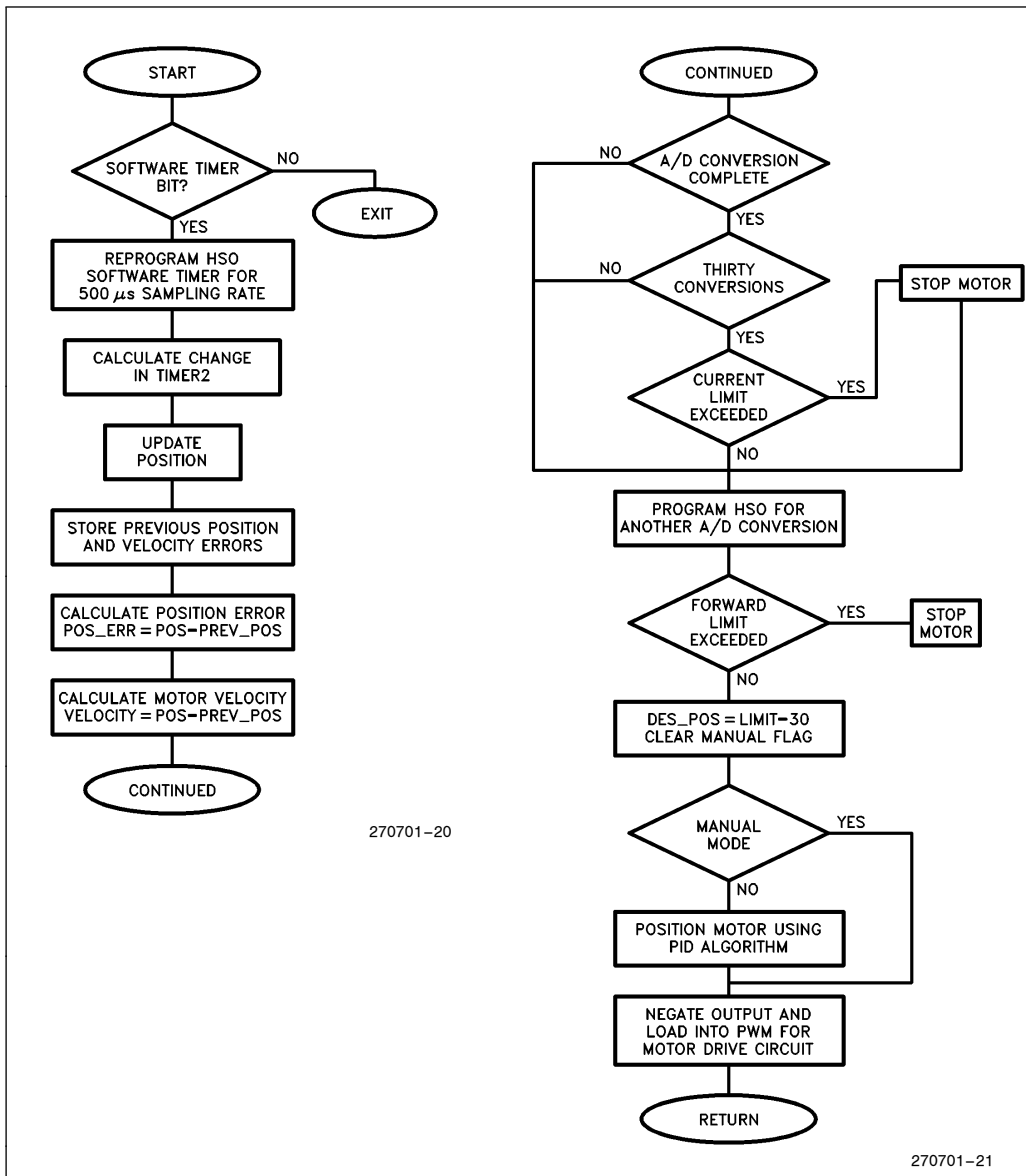 START
SOFTWARE TIMER
BIT?
NO
EXIT
YES
REPROGRAM HSO
SOFTWARE TIMER FOR
500 μs SAMPLING RATE
CALCULATE CHANGE
IN TIMER2
UPDATE
POSITION
STORE PREVIOUS POSITION
AND VELOCITY ERRORS
CALCULATE POSITION ERROR
POS_ERR=POS-PREV_POS
CALCULATE MOTOR VELOCITY
VELOCITY=POS-PREV_POS
CONTINUED
270701-20
CONTINUED
NO
A/D CONVERSION
COMPLETE
YES
NO
THIRTY
CONVERSIONS
STOP MOTOR
YES
CURRENT
LIMIT
EXCEEDED
YES
NO
PROGRAM HSO FOR
ANOTHER A/D CONVERSION
FORWARD
LIMIT
EXCEEDED
YES
STOP
MOTOR
NO
DES_POS=LIMIT-30
CLEAR MANUAL FLAG
MANUAL
MODE
YES
NO
POSITION MOTOR USING
PID ALGORITHM
NEGATE OUTPUT AND
LOAD INTO PWM FOR
MOTOR DRIVE CIRCUIT
RETURN
270701-21